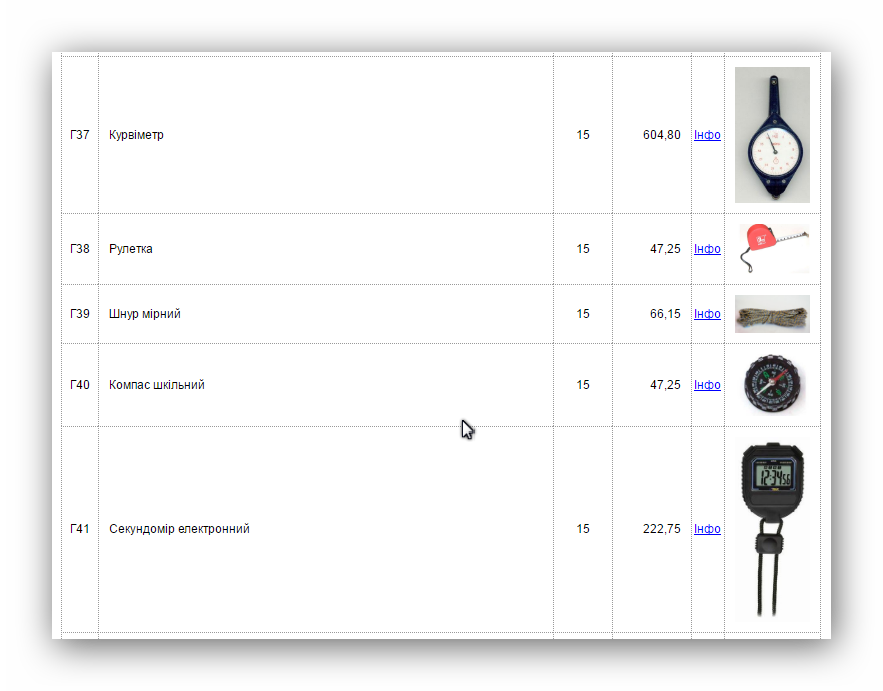 Г37 Курвіметр 15 604,80 Інфо
Г38 Рулетка 15 47,25 Інфо
Г39 Шнур мірний 15 66,15 Інфо
Г40 Компас шкільний 15 47,25 Інфо
Г41 Секундомір електронний 15 222,75 Інфо